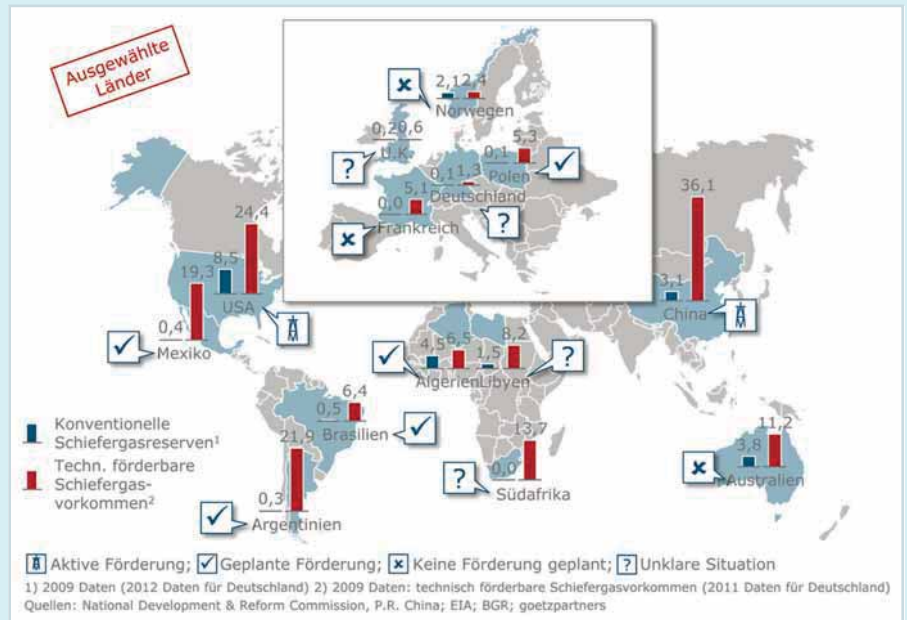 Ausgewählte
Länder
2,1 2,4
Norwegen
0,2 0,6
U.K.
?
0,1 5,3
Polen
0,1 1,3
Deutschland
?
0,0 5,1
Frankreich
24,4
8,5
USA
19,3
0,4
Mexiko
36,1
3,1
China
4,5 6,5
Algerien
1,5 8,2
Libyen
?
6,4
0,5
Brasilien
21,9
0,3
Argentinien
13,7
0,0
Südafrika
?
11,2
3,8
Australien
Konventionelle
Schiefergasreserven¹
Techn. förderbare
Schiefergas-
vorkommen²
Aktive Förderung; Geplante Förderung; Keine Förderung geplant; ? Unklare Situation
1) 2009 Daten (2012 Daten für Deutschland) 2) 2009 Daten: technisch förderbare Schiefergasvorkommen (2011 Daten für Deutschland)
Quellen: National Development & Reform Commission, P.R. China; EIA; BGR; goetzpartners